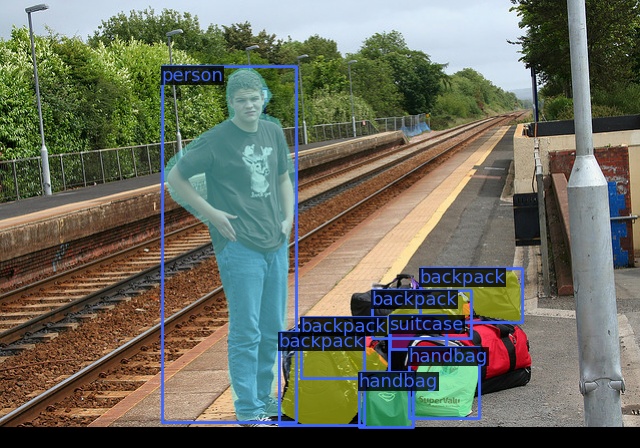 person
backpack
backpack
backpack
suitcase
backpack
handbag
handbag
SuperValu